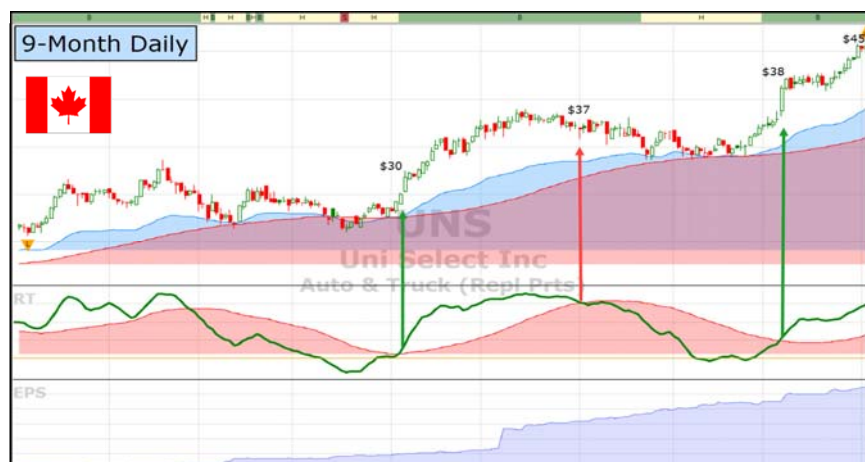 B H B H B H B S H B H B
9-Month Daily
$45
$38
$37
$30
UNS
Uni Select Inc
Auto & Truck (Repl Prts)
RT
EPS